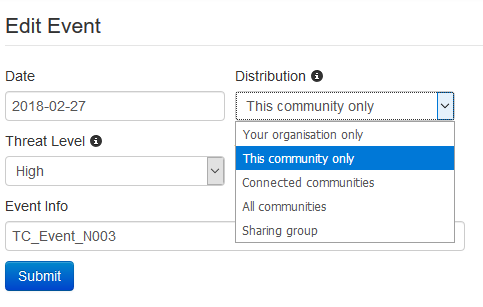 Edit Event
Date
Distribution
2018-02-27
This community only
Your organisation only
This community only
Connected communities
All communities
Sharing group
Threat Level
High
Event Info
TC_Event_N003
Submit